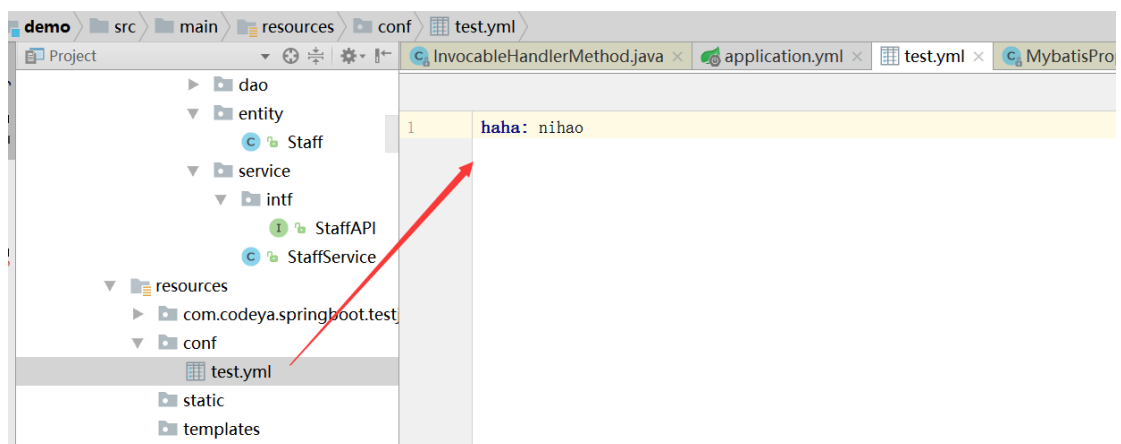 demo src main resources conf test.yml
Project
InvocableHandlerMethod.java application.yml test.yml MybatisPro
dao
entity
C Staff
service
intf
I StaffAPI
C StaffService
resources
com.codeya.springboot.testj
conf
test.yml
static
templates
1 haha: nihao